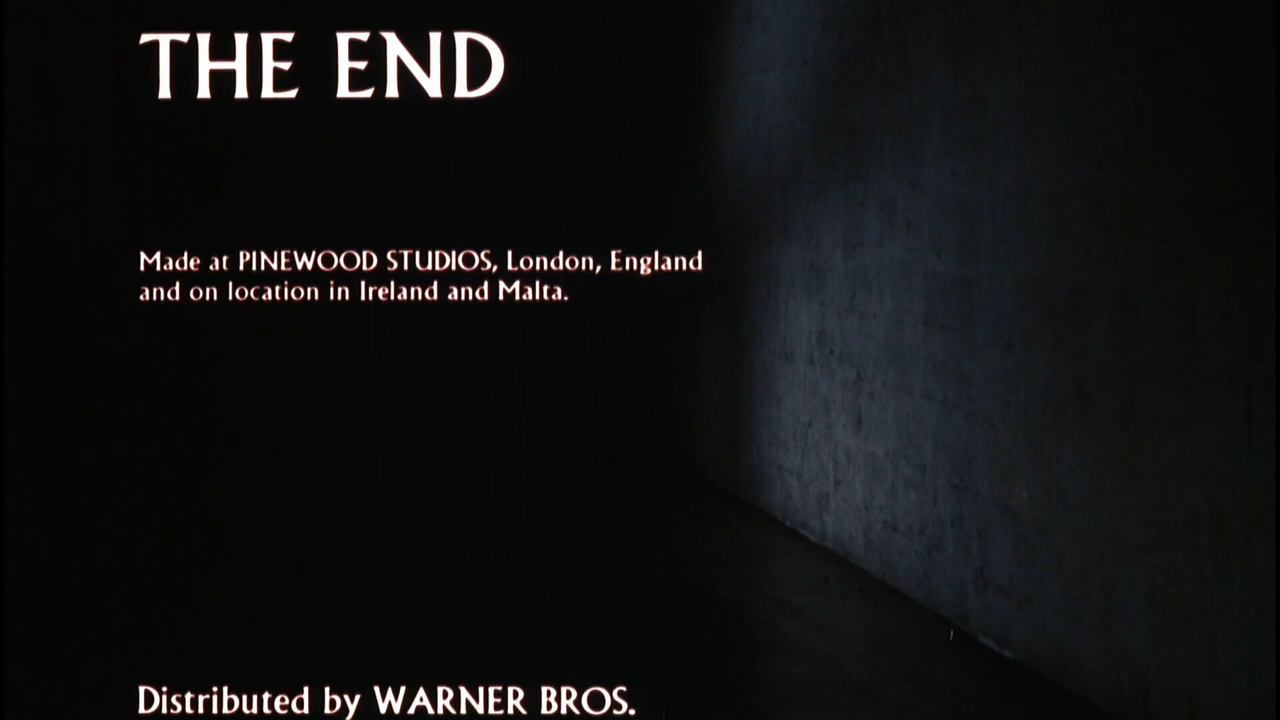 THE END
Made at PINEWOOD STUDIOS, London, England
and on location in Ireland and Malta.
Distributed by WARNER BROS.